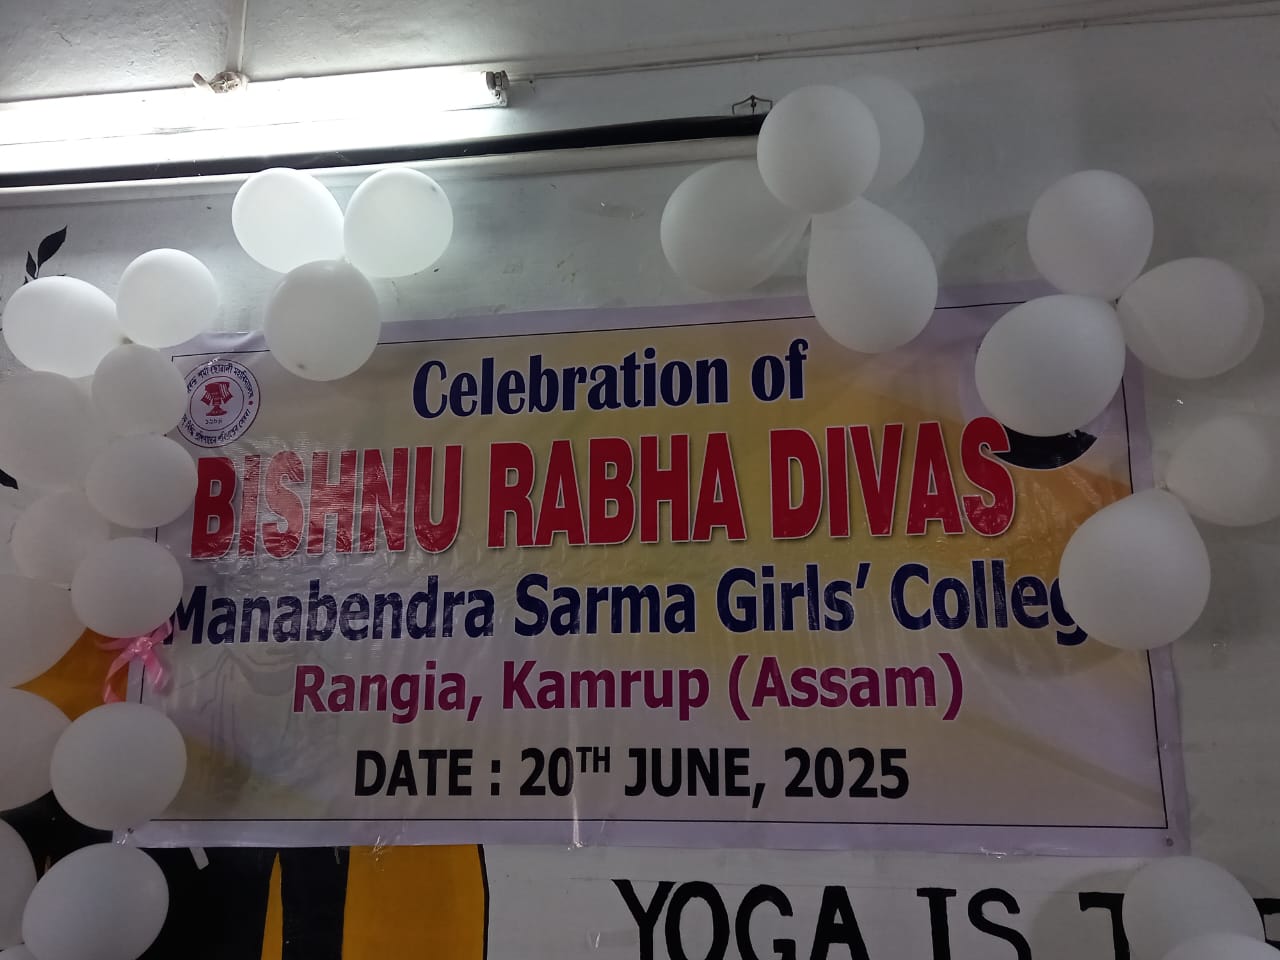 Celebration of
BISHNU RABHA DIVAS
Manabendra Sarma Girls' Colleg
Rangia, Kamrup (Assam)
DATE : 20TH JUNE, 2025
YOGA IS